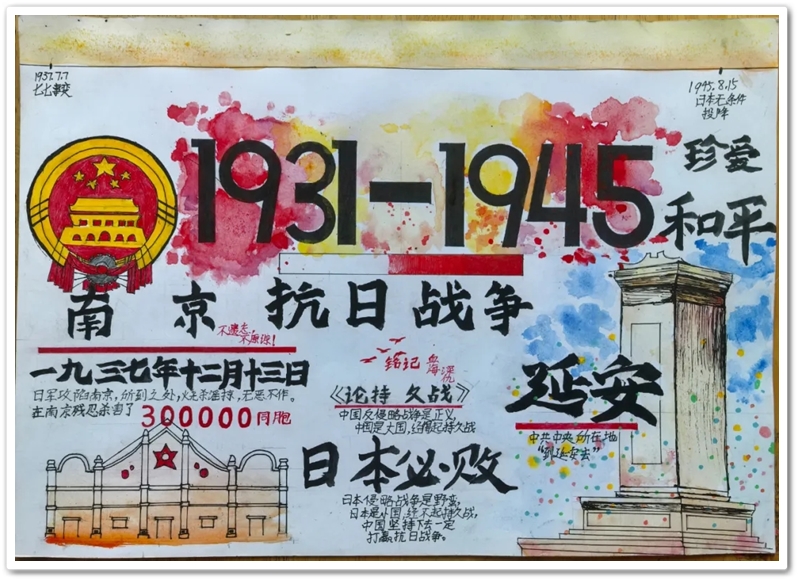 1937.7.7
七七事变
1945.8.15
日本无条件
投降
1931-1945
珍爱
和平
南京
抗日战争
不遗忘,
不原谅!
一九三七年十二月十三日
日军攻陷南京,所到之处,烧杀淫掠,无恶不作。
在南京残忍杀害了300000同胞
铭记
血海
深仇
《论持久战》
中国反侵略战争是正义,
中国是大国,经得起持久战
延安
中共中央所在地
"到延安去"
日本必败
日本侵略战争是野蛮,
日本是小国,经不起持久战,
中国坚持下去一定
打赢抗日战争。